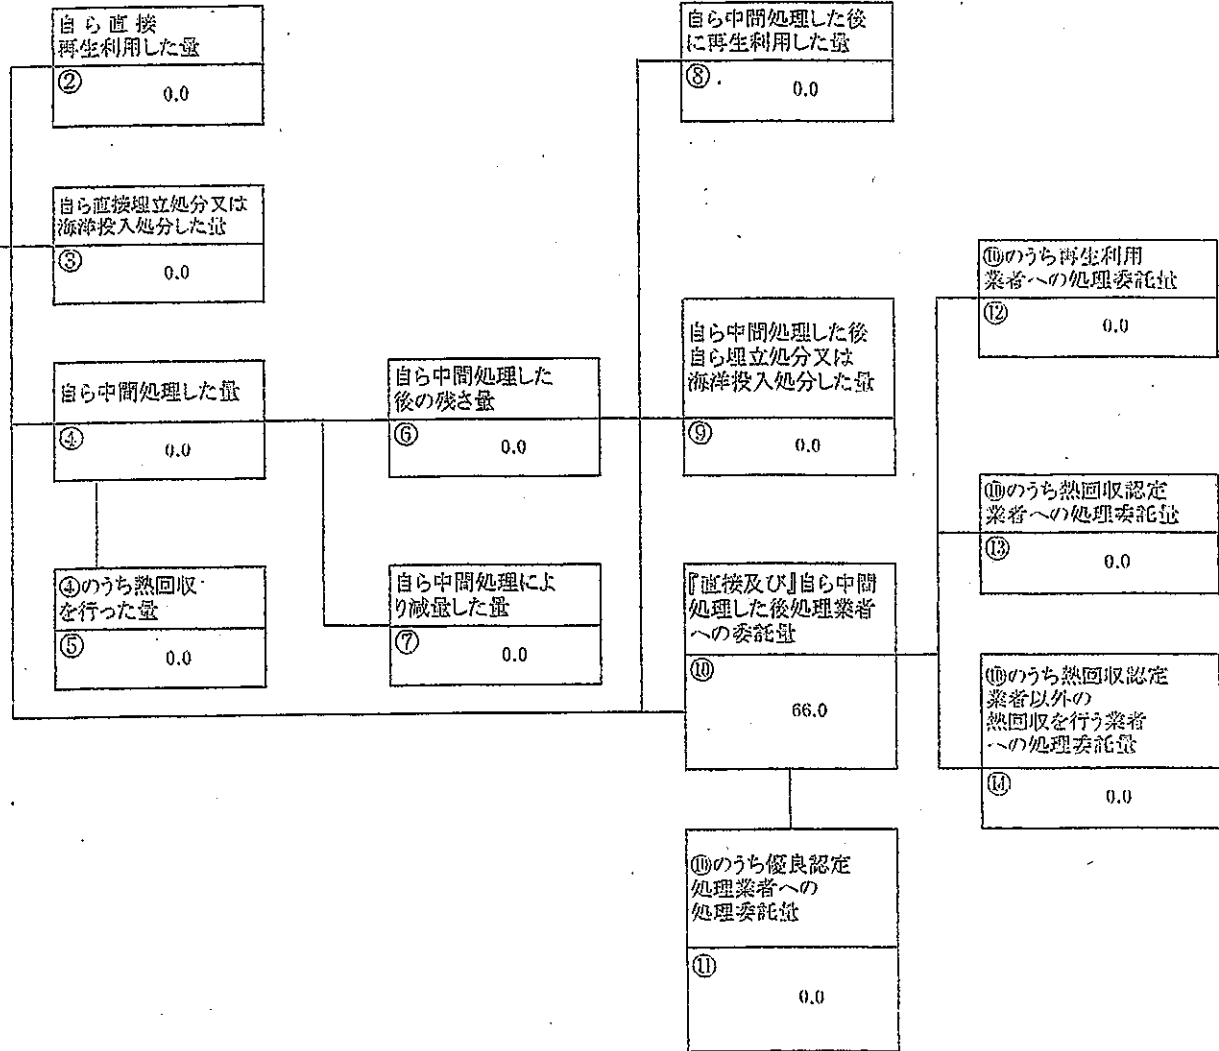 自ら直接
再生利用した量
②
0.0
自ら中間処理した後
に再生利用した量
⑧
0.0
自ら直接埋立処分又は
海洋投入処分した量
③
0.0
⑩のうち再生利用
業者への処理委託量
⑫
0.0
自ら中間処理した後
自ら埋立処分又は
海洋投入処分した量
⑨
0.0
自ら中間処理した量
④
0.0
自ら中間処理した
後の残さ量
⑥
0.0
⑩のうち熱回収認定
業者への処理委託量
⑬
0.0
④のうち熱回収
を行った量
⑤
0.0
自ら中間処理によ
り減量した量
⑦
0.0
『直接及び』自ら中間
処理した後処理業者
への委託量
⑩
66.0
⑩のうち熱回収認定
業者以外の
熱回収を行う業者
への処理委託量
⑭
0.0
⑩のうち優良認定
処理業者への
処理委託量
⑪
0.0